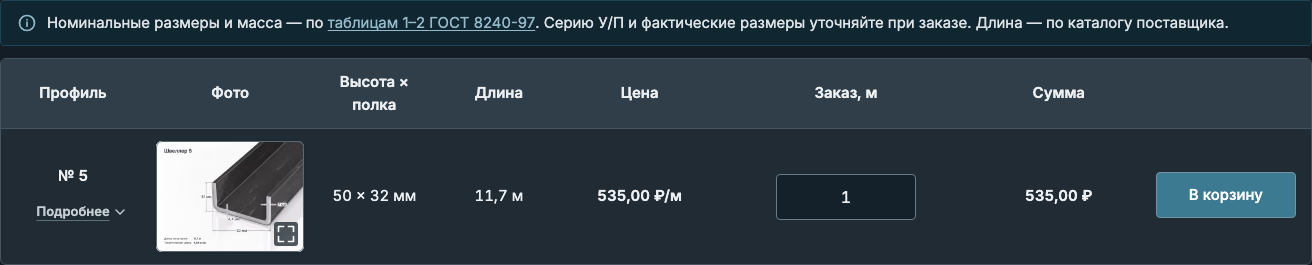 Номинальные размеры и масса — по таблицам 1–2 ГОСТ 8240-97. Серию У/П и фактические размеры уточняйте при заказе. Длина — по каталогу поставщика.
Профиль
Фото
Высота ×
полка
Длина
Цена
Заказ, м
Сумма
№ 5
Подробнее
Швеллер 5
50 × 32 мм
11,7 м
535,00 ₽/м
1
535,00 ₽
В корзину